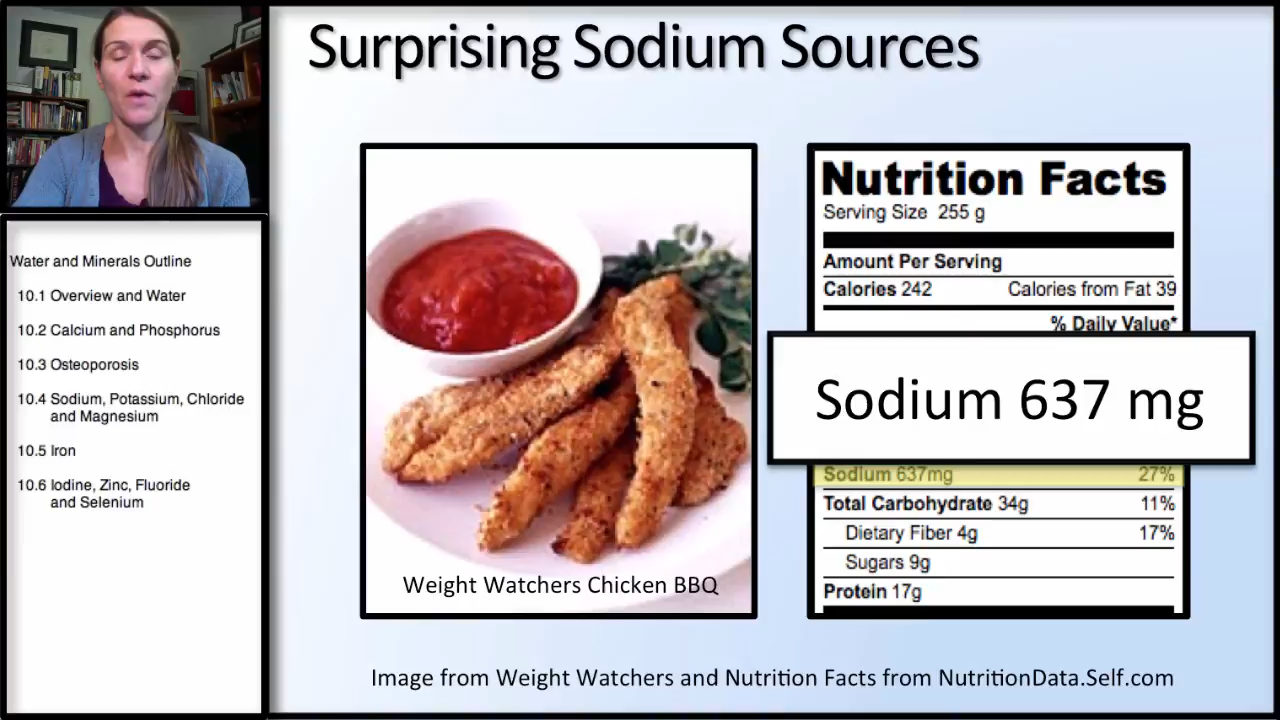 Surprising Sodium Sources
Water and Minerals Outline
10.1 Overview and Water
10.2 Calcium and Phosphorus
10.3 Osteoporosis
10.4 Sodium, Potassium, Chloride
and Magnesium
10.5 Iron
10.6 Iodine, Zinc, Fluoride
and Selenium
Weight Watchers Chicken BBQ
Nutrition Facts
Serving Size 255 g
Amount Per Serving
Calories 242 Calories from Fat 39
% Daily Value*
Sodium 637 mg
Sodium 637mg 27%
Total Carbohydrate 34g 11%
Dietary Fiber 4g 17%
Sugars 9g
Protein 17g
Image from Weight Watchers and Nutrition Facts from NutritionData.Self.com